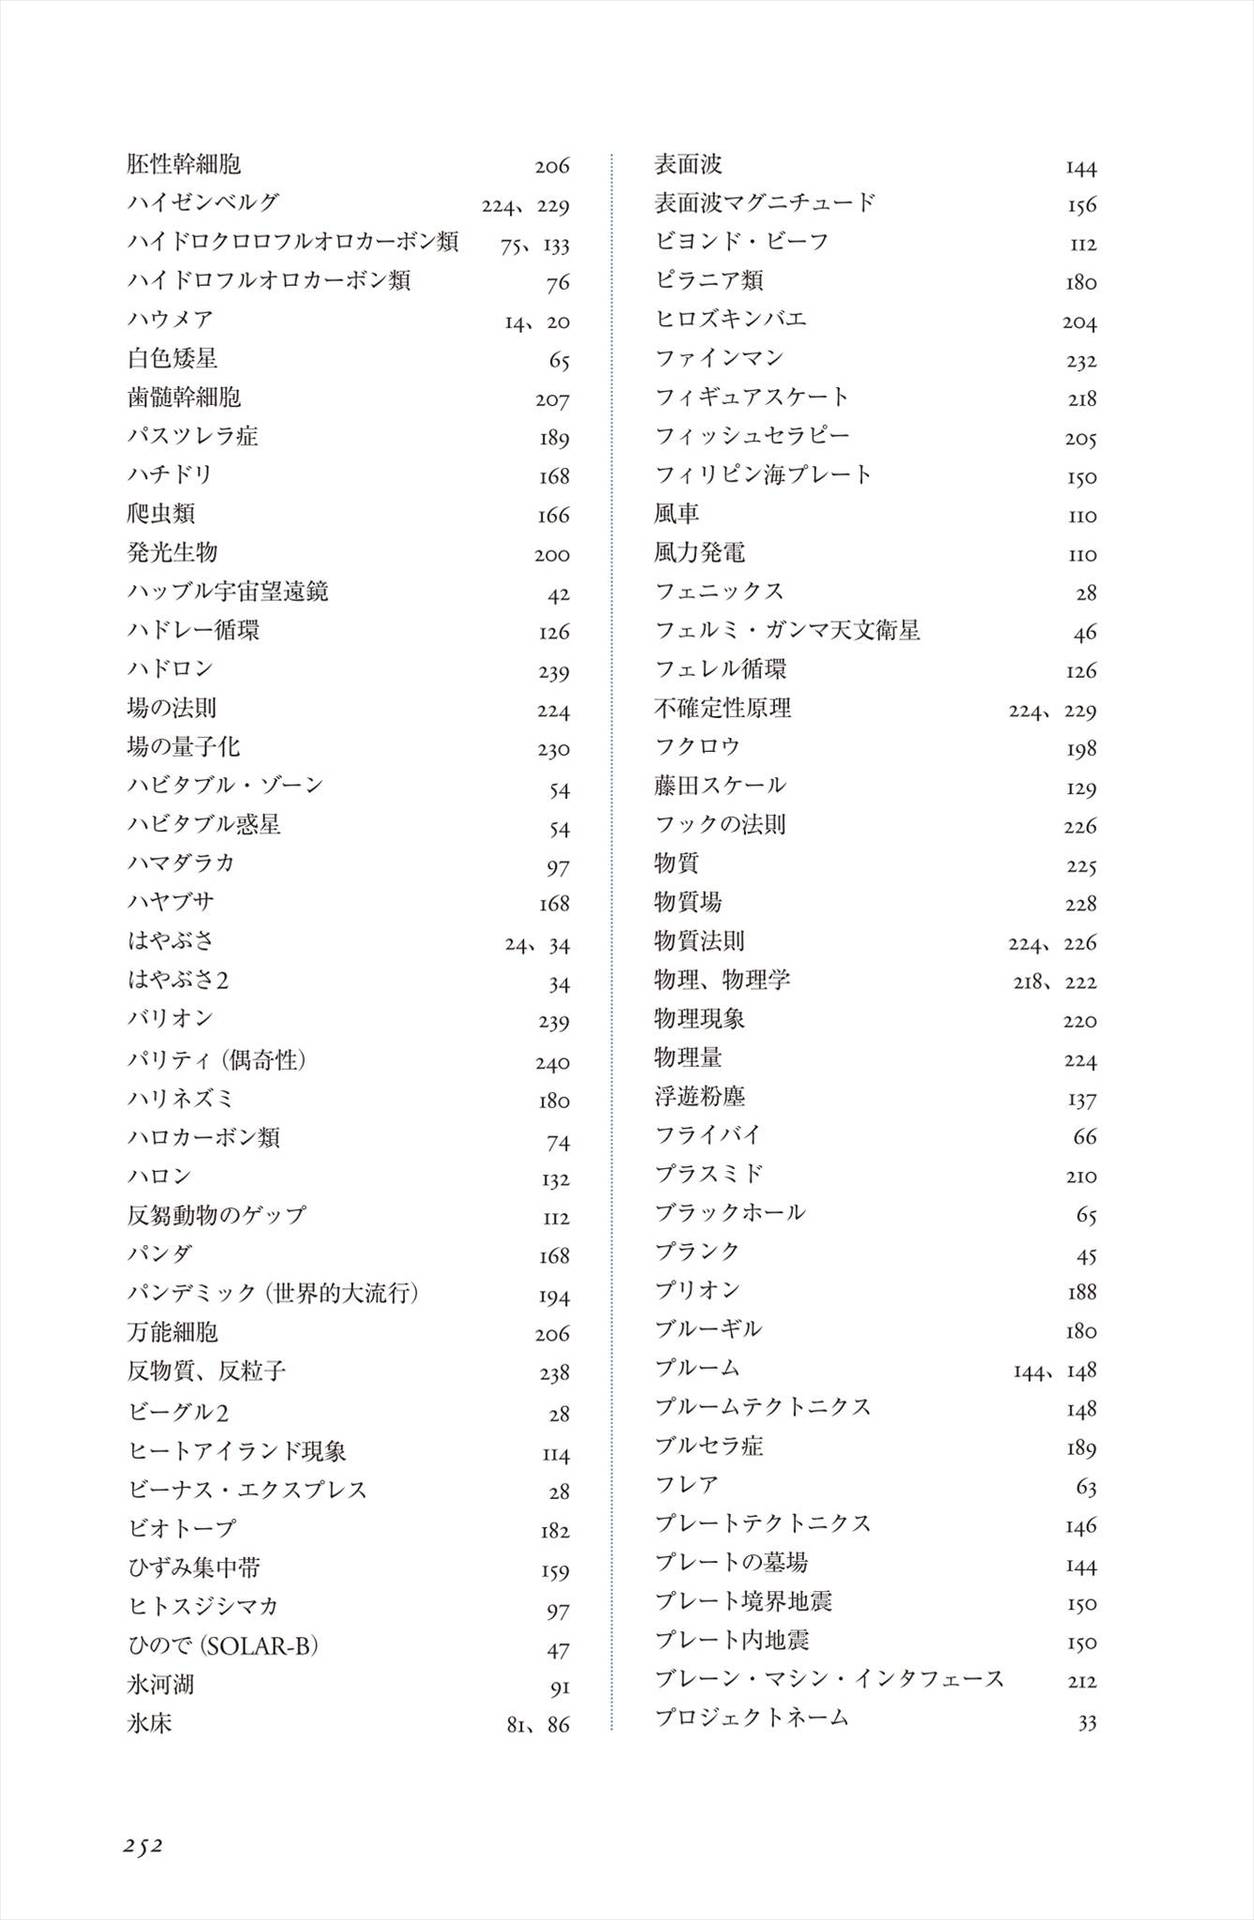 胚性幹細胞 206
ハイゼンベルグ 224、229
ハイドロクロロフルオロカーボン類 75、133
ハイドロフルオロカーボン類 76
ハウメア 14、20
白色矮星 65
歯髄幹細胞 207
パスツレラ症 189
ハチドリ 168
爬虫類 166
発光生物 200
ハッブル宇宙望遠鏡 42
ハドレー循環 126
ハドロン 239
場の法則 224
場の量子化 230
ハビタブル・ゾーン 54
ハビタブル惑星 54
ハマダラカ 97
ハヤブサ 168
はやぶさ 24、34
はやぶさ2 34
バリオン 239
パリティ（偶奇性） 240
ハリネズミ 180
ハロカーボン類 74
ハロン 132
反芻動物のゲップ 112
パンダ 168
パンデミック（世界的大流行） 194
万能細胞 206
反物質、反粒子 238
ビーグル2 28
ヒートアイランド現象 114
ビーナス・エクスプレス 28
ビオトープ 182
ひずみ集中帯 159
ヒトスジシマカ 97
ひので（SOLAR-B） 47
氷河湖 91
氷床 81、86
表面波 144
表面波マグニチュード 156
ビヨンド・ビーフ 112
ピラニア類 180
ヒロズキンバエ 204
ファインマン 232
フィギュアスケート 218
フィッシュセラピー 205
フィリピン海プレート 150
風車 110
風力発電 110
フェニックス 28
フェルミ・ガンマ天文衛星 46
フェレル循環 126
不確定性原理 224、229
フクロウ 198
藤田スケール 129
フックの法則 226
物質 225
物質場 228
物質法則 224、226
物理、物理学 218、222
物理現象 220
物理量 224
浮遊粉塵 137
フライバイ 66
プラスミド 210
ブラックホール 65
プランク 45
プリオン 188
ブルーギル 180
プルーム 144、148
プルームテクトニクス 148
ブルセラ症 189
フレア 63
プレートテクトニクス 146
プレートの墓場 144
プレート境界地震 150
プレート内地震 150
ブレーン・マシン・インタフェース 212
プロジェクトネーム 33
252